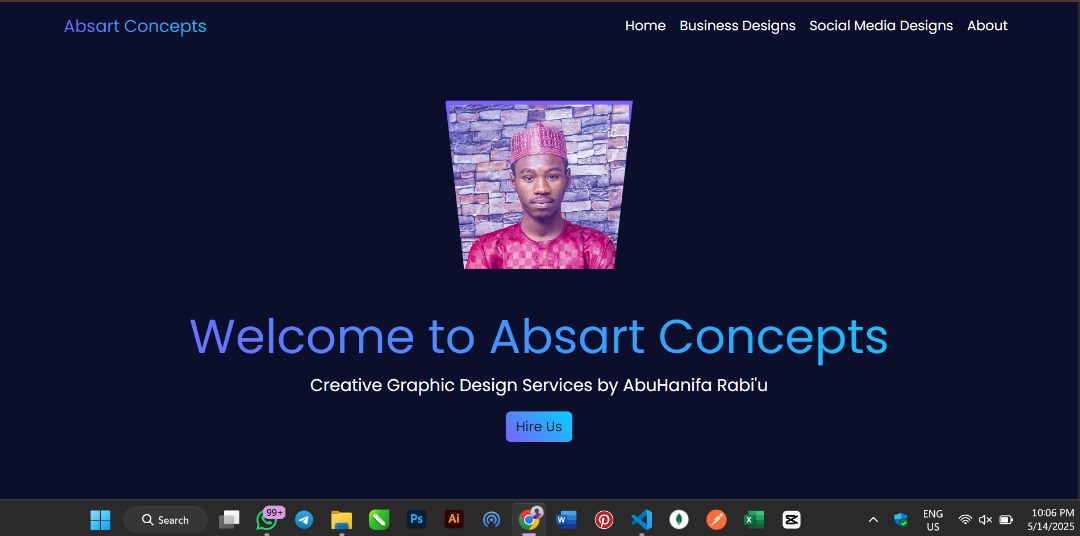 Absart Concepts
Home Business Designs Social Media Designs About
Welcome to Absart Concepts
Creative Graphic Design Services by AbuHanifa Rabi'u
Hire Us
Search
99+
Ps
Ai
ENG
US
10:06 PM
5/14/2025